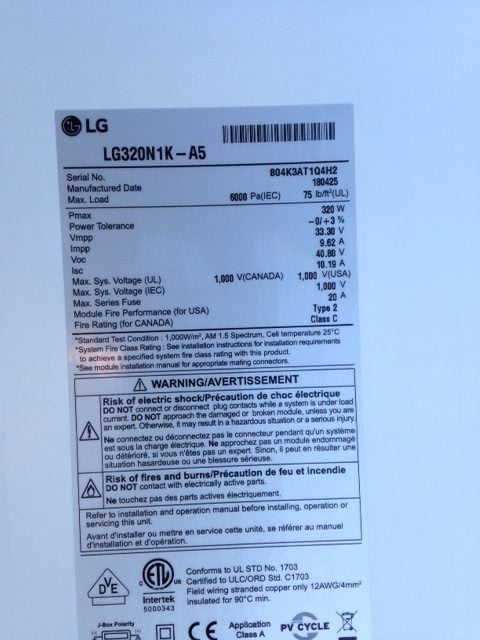 LG
LG320N1K-A5
Serial No. 804K3AT1Q4H2
Manufactured Date 180425
Max. Load 6000 Pa(IEC) 75 lb/ft²(UL)
Pmax 320 W
Power Tolerance -0/+3 %
Vmpp 33.30 V
Impp 9.62 A
Voc 40.80 V
Isc 10.19 A
Max. Sys. Voltage (UL) 1,000 V(CANADA) 1,000 V(USA)
Max. Sys. Voltage (IEC) 1,000 V
Max. Series Fuse 20 A
Module Fire Performance (for USA) Type 2
Fire Rating (for CANADA) Class C
*Standard Test Condition : 1,000W/m², AM 1.5 Spectrum, Cell temperature 25°C
*System Fire Class Rating : See installation instructions for installation requirements
to achieve a specified system fire class rating with this product.
*See module installation manual for appropriate mating connectors.
WARNING/AVERTISSEMENT
Risk of electric shock/Précaution de choc électrique
DO NOT connect or disconnect plug contacts while a system is under load
current. DO NOT approach the damaged or broken module, unless you are
an expert. Otherwise, it may result in a hazardous situation or a serious injury.
Ne connectez ou déconnectez pas le connecteur pendant qu'un système
est sous la charge électrique. Ne approchez pas un module endommagé
ou détérioré, si vous n'êtes pas un expert. Sinon, il peut en résulter une
situation hasardeuse ou une blessure sérieuse.
Risk of fires and burns/Précaution de feu et incendie
DO NOT contact with electrically active parts.
Ne touchez pas des parties actives électriquement.
Refer to installation and operation manual before installing, operation or
servicing this unit.
Avant d'installer ou mettre en service cette unité, se référer au manuel
d'installation et d'opération.
DVE
C ETL US
Intertek
5000343
Conforms to UL STD No. 1703
Certified to ULC/ORD Std. C1703
Field wiring stranded copper only 12AWG/4mm²
insulated for 90°C min.
J-Box Polarity
CE
Application
Class A
PV CYCLE